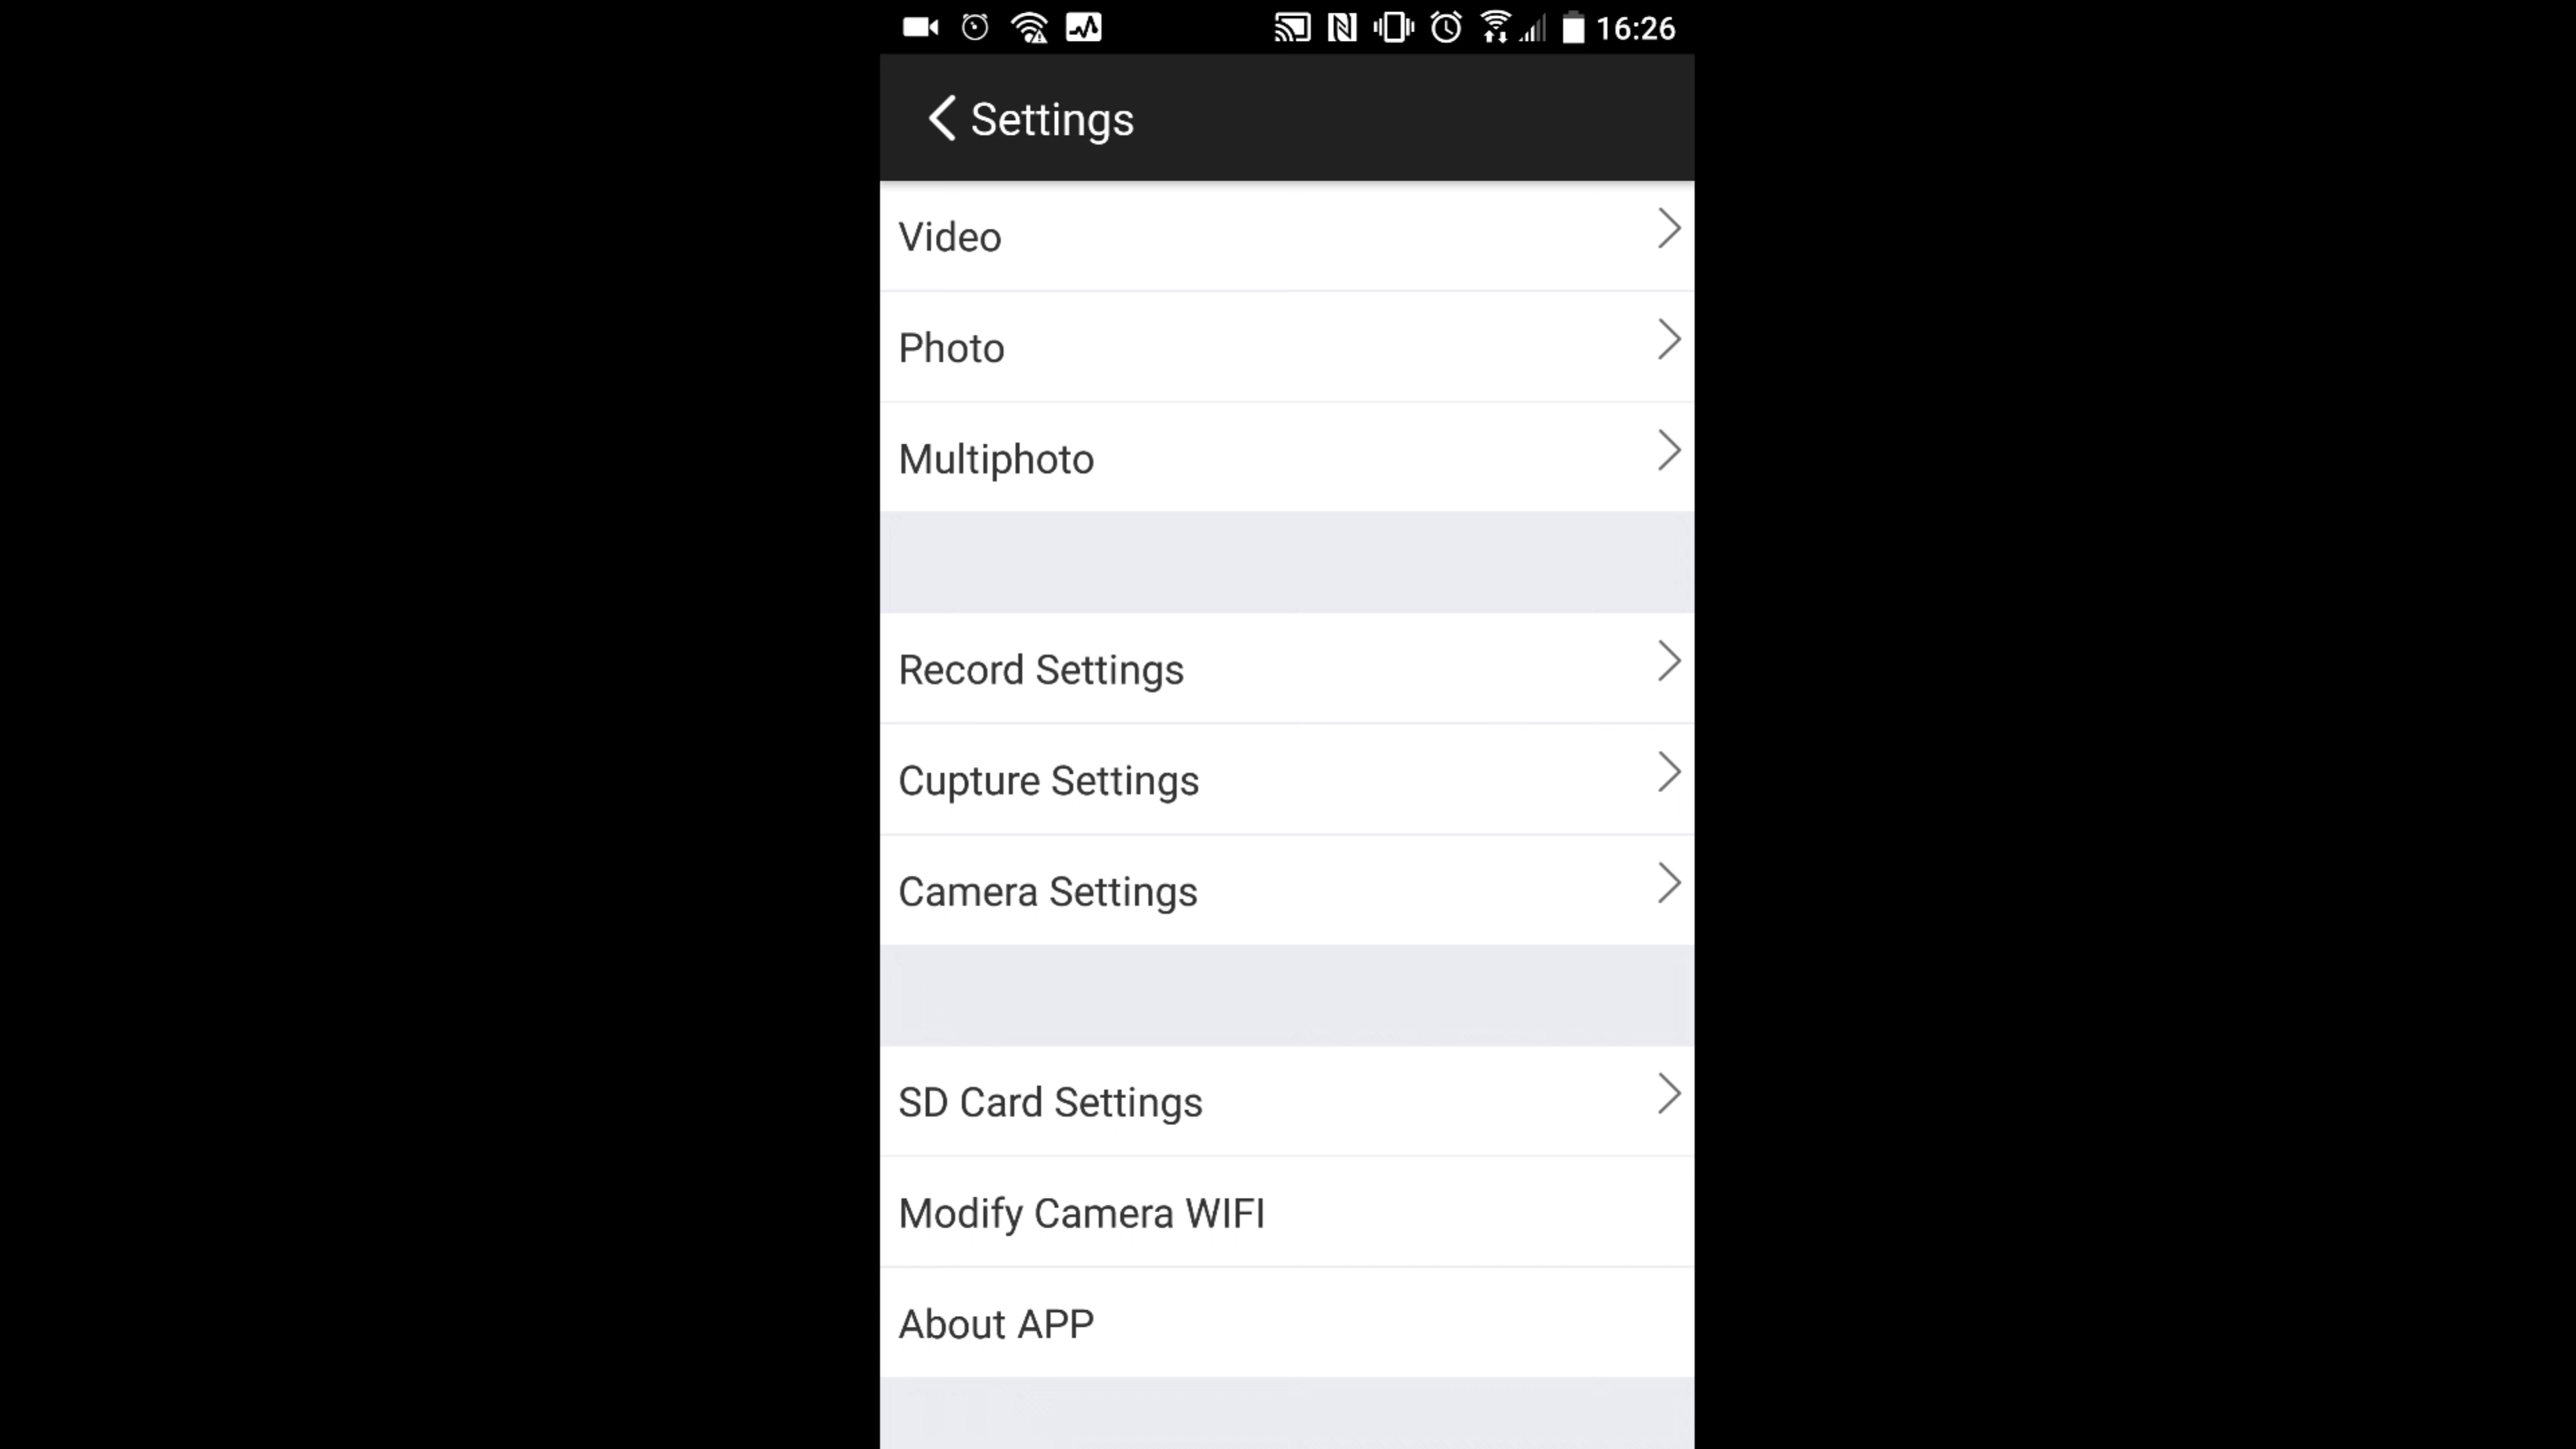 16:26
Settings
Video
Photo
Multiphoto
Record Settings
Cupture Settings
Camera Settings
SD Card Settings
Modify Camera WIFI
About APP